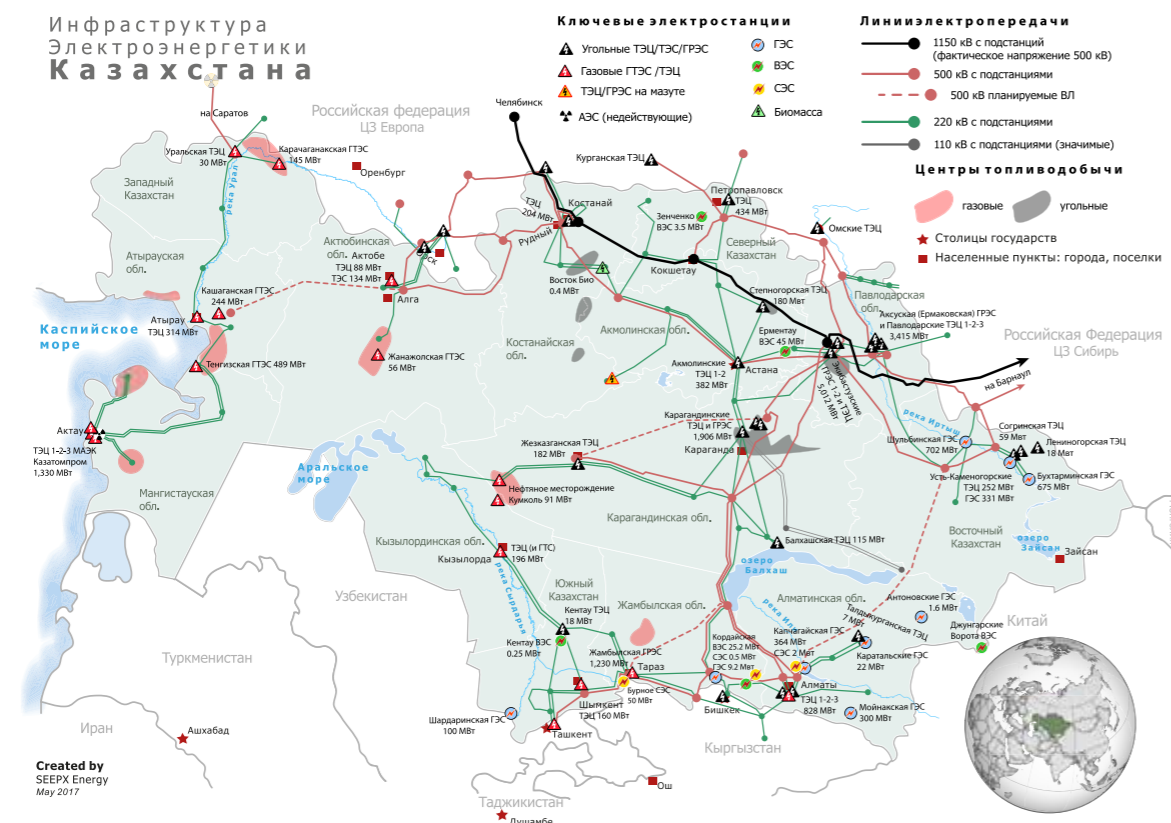 Инфраструктура
Электроэнергетики
Казахстана
Ключевые электростанции
Угольные ТЭЦ/ТЭС/ГРЭС
Газовые ГТЭС /ТЭЦ
ТЭЦ/ГРЭС на мазуте
АЭС (недействующие)
ГЭС
ВЭС
СЭС
Биомасса
Линииэлектропередачи
1150 кВ с подстанций
(фактическое напряжение 500 кВ)
500 кВ с подстанциями
500 кВ планируемые ВЛ
220 кВ с подстанциями
110 кВ с подстанциями (значимые)
Центры топливодобычи
газовые
угольные
Столицы государств
Населенные пункты: города, поселки
на Саратов
Российская федерация
ЦЗ Европа
Челябинск
Уральская ТЭЦ
30 МВт
Карачаганакская ГТЭС
145 МВт
Оренбург
Курганская ТЭЦ
Западный
Казахстан
река Урал
Петропавловск
ТЭЦ
434 МВт
ТЭЦ
204 МВт
Костанай
Рудный
Зенченко
ВЭС 3.5 МВт
Омские ТЭЦ
Северный
Казахстан
Кокшетау
Актюбинская
обл.
Актобе
ТЭЦ 88 МВт
ТЭС 134 МВт
Алга
Атырауская
обл.
Кашаганская ГТЭС
244 МВт
Атырау
ТЭЦ 314 МВт
Восток Био
0.4 МВт
Степногорская ТЭЦ
180 МВт
Павлодарская
обл.
Аксуская (Ермаковская) ГРЭС
и Павлодарские ТЭЦ 1-2-3
3,415 МВт
Российская Федерация
ЦЗ Сибирь
Каспийское
море
Акмолинская обл.
Ерментау
ВЭС 45 МВт
Костанайская
обл.
Жанажолская ГТЭС
56 МВт
Тенгизская ГТЭС 489 МВт
Акмолинские
ТЭЦ 1-2
382 МВт
Астана
Экибастузские
ГРЭС 1-2 и ТЭЦ
5,012 МВт
на Барнаул
Карагандинские
ТЭЦ и ГРЭС
1,906 МВт
Караганда
река Иртыш
Шульбинская ГЭС
702 МВт
Согринская ТЭЦ
59 Мвт
Лениногорская ТЭЦ
18 Мвт
Актау
ТЭЦ 1-2-3 МАЭК
Казатомпром
1,330 МВт
Жезказганская ТЭЦ
182 МВт
Аральское
море
Усть-Каменогорские
ТЭЦ 252 МВт
ГЭС 331 МВт
Бухтарминская ГЭС
675 МВт
Мангистауская
обл.
Нефтяное месторождение
Кумколь 91 МВт
Карагандинская обл.
Восточный
Казахстан
озеро
Зайсан
Зайсан
Балхашская ТЭЦ 115 МВт
Кызылординская обл.
ТЭЦ (и ГТС)
196 МВт
Кызылорда
озеро
Балхаш
река Сырдарья
Узбекистан
Южный
Казахстан
Кентау ТЭЦ
18 МВт
Жамбылская обл.
Алматинская обл.
Антоновские ГЭС
1.6 МВт
Талдыкурганская ТЭЦ
7 МВт
Китай
Джунгарские
Ворота ВЭС
Кентау ВЭС
0.25 МВт
Жамбылская ГРЭС
1,230 МВт
Тараз
Кордайская
ВЭС 25.2 МВт
СЭС 0.5 МВт
ГЭС 9.2 МВт
Капчагайская ГЭС
364 МВт
СЭС 2 МВт
Каратальские ГЭС
22 МВт
Туркменистан
Бурное СЭС
50 МВт
Алматы
ТЭЦ 1-2-3
828 МВт
Мойнакская ГЭС
300 МВт
Бишкек
Шымкент
ТЭЦ 160 МВт
Шардаринская ГЭС
100 МВт
Ташкент
Иран
Ашхабад
Кыргызстан
Created by
SEEPX Energy
May 2017
Ош
Таджикистан
Душамбе